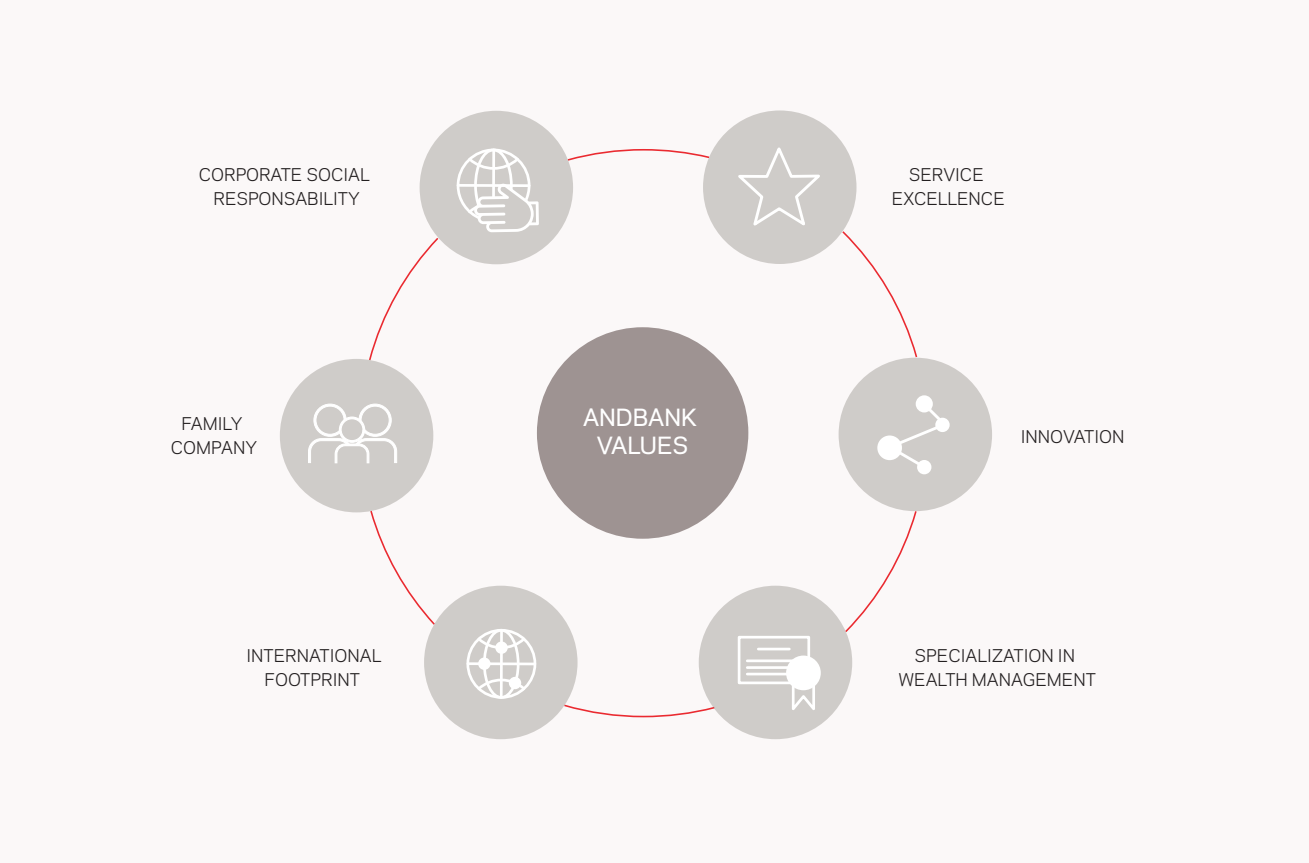 CORPORATE SOCIAL
RESPONSABILITY
SERVICE
EXCELLENCE
FAMILY
COMPANY
ANDBANK
VALUES
INNOVATION
INTERNATIONAL
FOOTPRINT
SPECIALIZATION IN
WEALTH MANAGEMENT